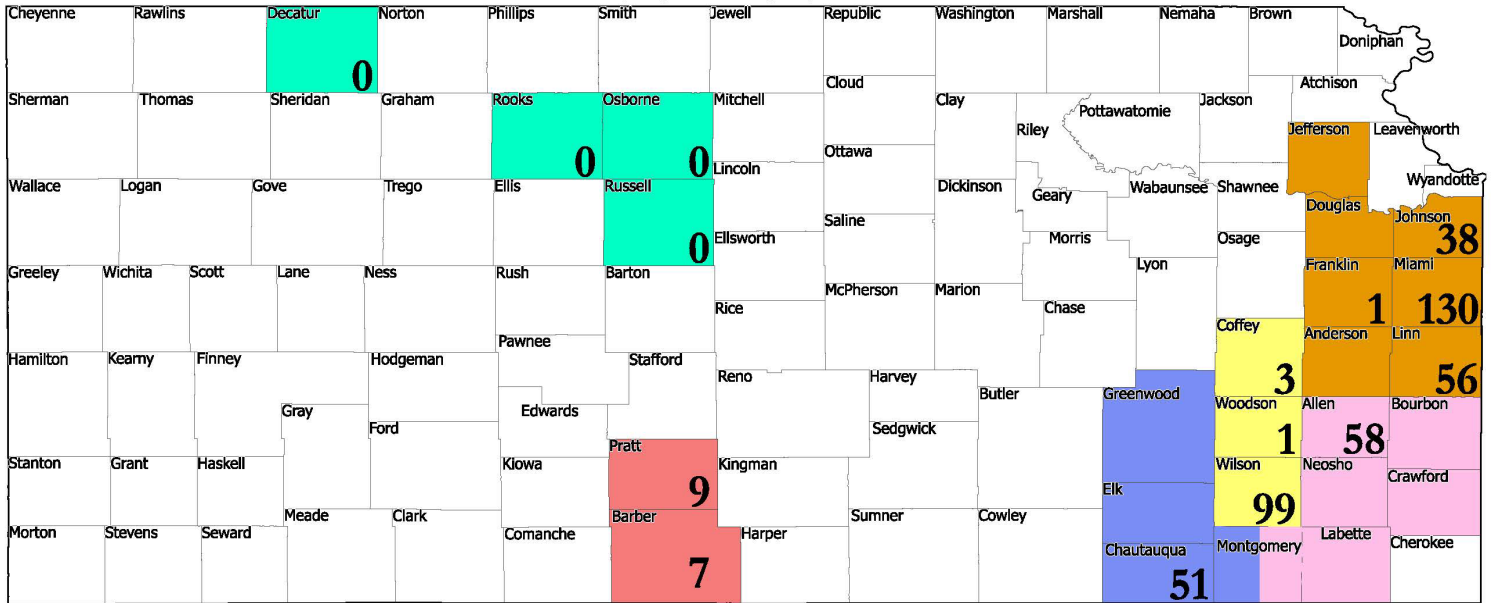 Cheyenne Rawlins Decatur Norton Phillips Smith Jewell Republic Washington Marshall Nemaha Brown
Doniphan
0
Cloud Atchison
Sherman Thomas Sheridan Graham Rooks Osborne Mitchell Clay Jackson
Pottawatomie
Riley Jefferson Leavenworth
Ottawa
0 0 Lincoln
Wallace Logan Gove Trego Ellis Russell Dickinson Geary Wabaunsee Shawnee Wyandotte
Douglas Johnson
Saline
0 Ellsworth Morris Osage 38
Greeley Wichita Scott Lane Ness Rush Barton Lyon Franklin Miami
McPherson Marion
Rice Chase 1 130
Coffey Anderson Linn
Pawnee
Hamilton Kearny Finney Hodgeman Stafford
Reno Harvey 3 56
Butler Greenwood
Gray Edwards Woodson Allen Bourbon
Ford Sedgwick 1 58
Pratt
Stanton Grant Haskell Kiowa Kingman Wilson Neosho
Crawford
9 Elk
99
Meade Clark Barber Sumner Cowley
Morton Stevens Seward Comanche Harper Labette
Chautauqua Montgomery Cherokee
7 51